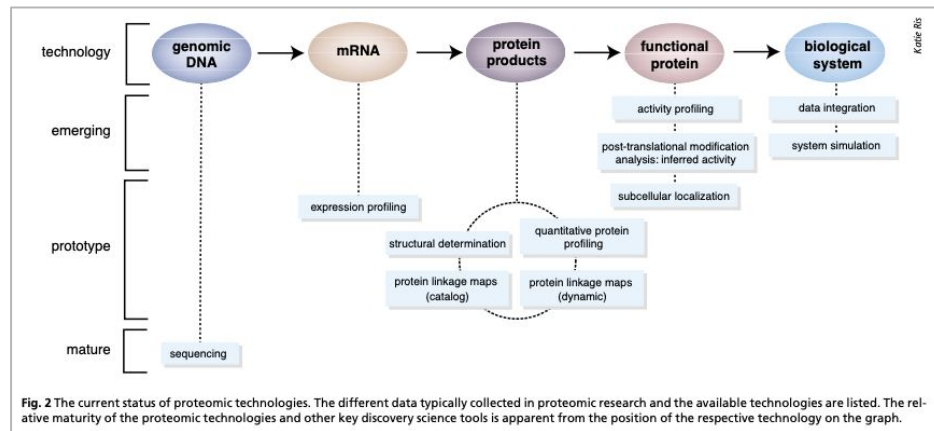 technology
genomic
DNA
mRNA
protein
products
functional
protein
biological
system
Katie Ris
emerging
activity profiling
data integration
post-translational modification
analysis: inferred activity
system simulation
subcellular localization
prototype
expression profiling
structural determination
quantitative protein
profiling
protein linkage maps
(catalog)
protein linkage maps
(dynamic)
mature
sequencing
Fig. 2 The current status of proteomic technologies. The different data typically collected in proteomic research and the available technologies are listed. The rel-
ative maturity of the proteomic technologies and other key discovery science tools is apparent from the position of the respective technology on the graph.